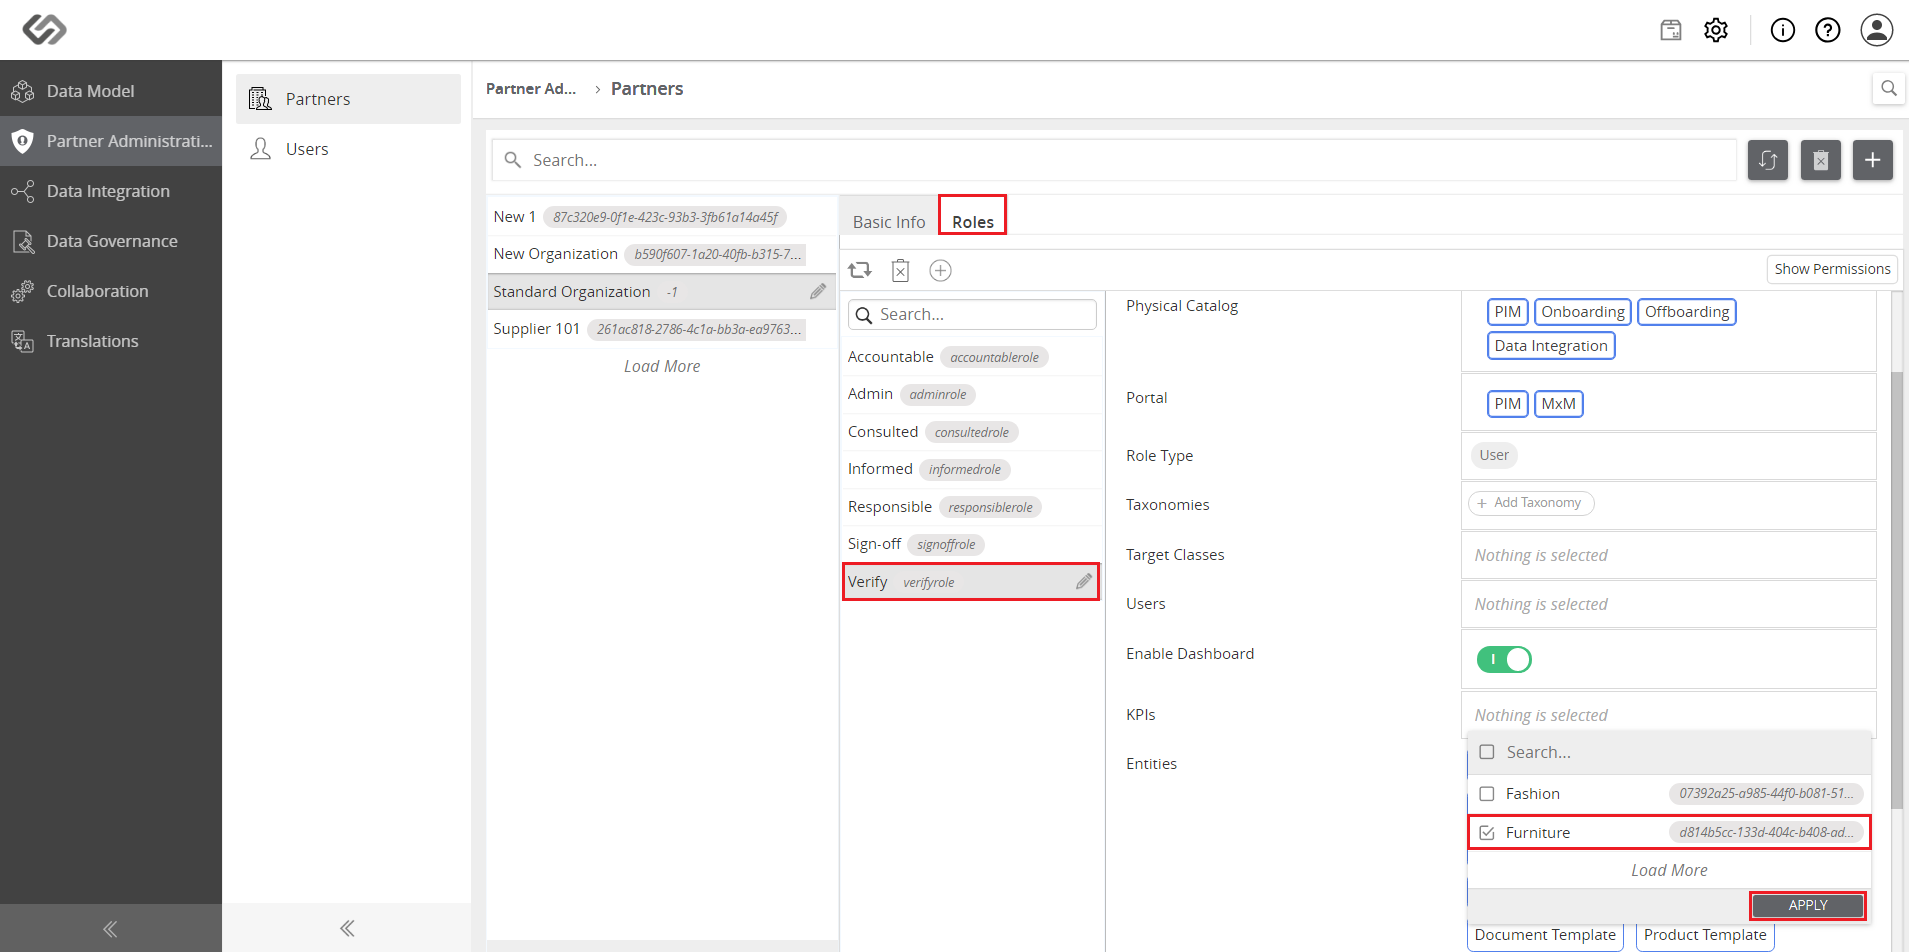 Data Model
Partner Administrati...
Data Integration
Data Governance
Collaboration
Translations
Partners
Users
Partner Ad... › Partners
Search...
New 1 87c320e9-0f1e-423c-93b3-3fb61a14a45f
New Organization b590f607-1a20-40fb-b315-7...
Standard Organization -1
Supplier 101 261ac818-2786-4c1a-bb3a-ea9763...
Load More
Basic Info Roles
Show Permissions
Search...
Accountable accountablerole
Admin adminrole
Consulted consultedrole
Informed informedrole
Responsible responsiblerole
Sign-off signoffrole
Verify verifyrole
Physical Catalog PIM Onboarding Offboarding
Data Integration
Portal PIM MxM
Role Type User
Taxonomies + Add Taxonomy
Target Classes Nothing is selected
Users Nothing is selected
Enable Dashboard
KPIs Nothing is selected
Entities
Search...
Fashion 07392a25-a985-44f0-b081-51...
Furniture d814b5cc-133d-404c-b408-ad...
Load More
APPLY
Document Template Product Template